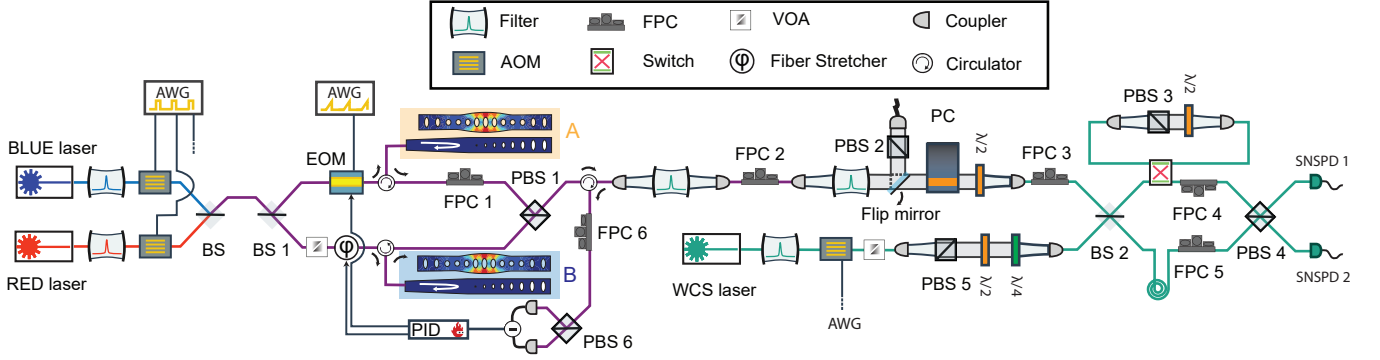 Filter
FPC
VOA
Coupler
AOM
Switch
φ
Fiber Stretcher
Circulator
AWG
AWG
BLUE laser
EOM
A
FPC 1
PBS 1
BS
BS 1
φ
B
RED laser
PID
PBS 6
FPC 6
FPC 2
PBS 2
PC
λ/2
Flip mirror
FPC 3
PBS 3
λ/2
SNSPD 1
FPC 4
BS 2
FPC 5
PBS 4
SNSPD 2
WCS laser
AWG
PBS 5
λ/2
λ/4